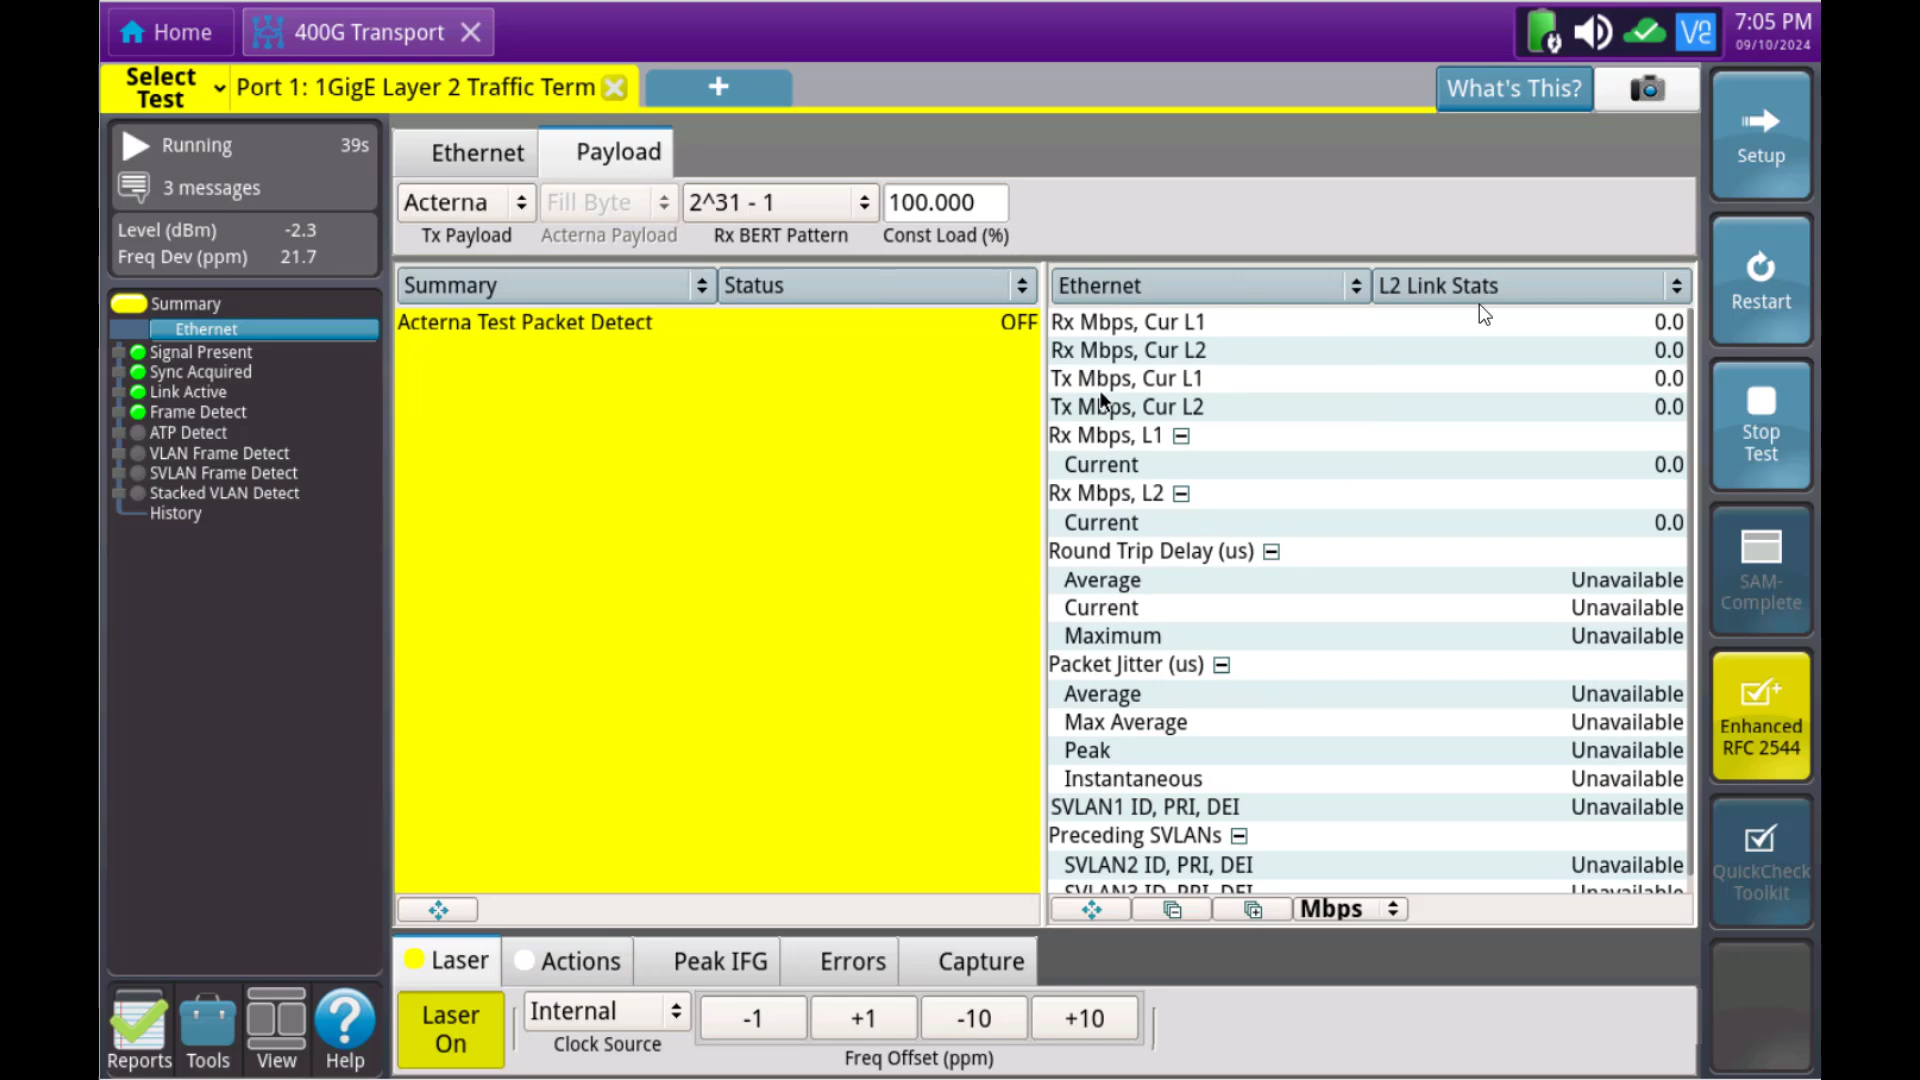 Home
400G Transport
7:05 PM
09/10/2024
Select Test
Port 1: 1GigE Layer 2 Traffic Term
+
What's This?
Running 39s
3 messages
Level (dBm) -2.3
Freq Dev (ppm) 21.7
Summary
Ethernet
Signal Present
Sync Acquired
Link Active
Frame Detect
ATP Detect
VLAN Frame Detect
SVLAN Frame Detect
Stacked VLAN Detect
History
Reports
Tools
View
Help
Ethernet
Payload
Acterna
Fill Byte
2^31 - 1
100.000
Tx Payload
Acterna Payload
Rx BERT Pattern
Const Load (%)
Summary
Status
Acterna Test Packet Detect OFF
Ethernet
L2 Link Stats
Rx Mbps, Cur L1 0.0
Rx Mbps, Cur L2 0.0
Tx Mbps, Cur L1 0.0
Tx Mbps, Cur L2 0.0
Rx Mbps, L1
Current 0.0
Rx Mbps, L2
Current 0.0
Round Trip Delay (us)
Average Unavailable
Current Unavailable
Maximum Unavailable
Packet Jitter (us)
Average Unavailable
Max Average Unavailable
Peak Unavailable
Instantaneous Unavailable
SVLAN1 ID, PRI, DEI Unavailable
Preceding SVLANs
SVLAN2 ID, PRI, DEI Unavailable
SVLAN3 ID, PRI, DEI Unavailable
Mbps
Laser
Actions
Peak IFG
Errors
Capture
Laser
On
Internal
Clock Source
-1
+1
-10
+10
Freq Offset (ppm)
Setup
Restart
Stop
Test
SAM-
Complete
Enhanced
RFC 2544
QuickCheck
Toolkit